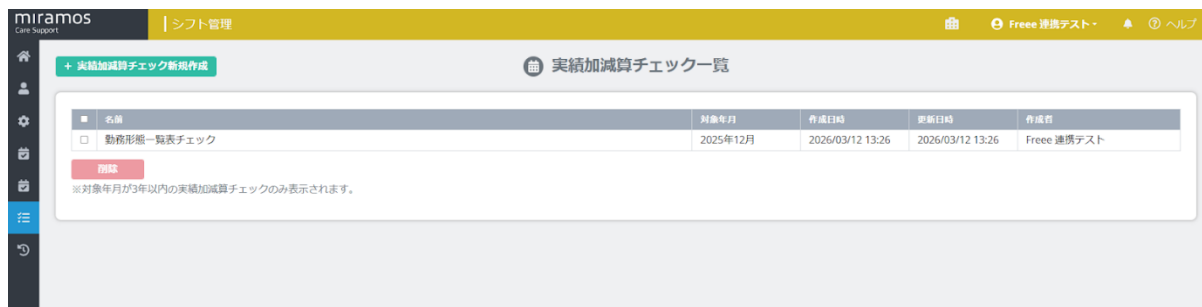 miramos
Care Support
シフト管理
Freee 連携テスト
ヘルプ
+ 実績加減算チェック新規作成
実績加減算チェック一覧
名前 対象年月 作成日時 更新日時 作成者
勤務形態一覧表チェック 2025年12月 2026/03/12 13:26 2026/03/12 13:26 Freee 連携テスト
削除
※対象年月が3年以内の実績加減算チェックのみ表示されます。